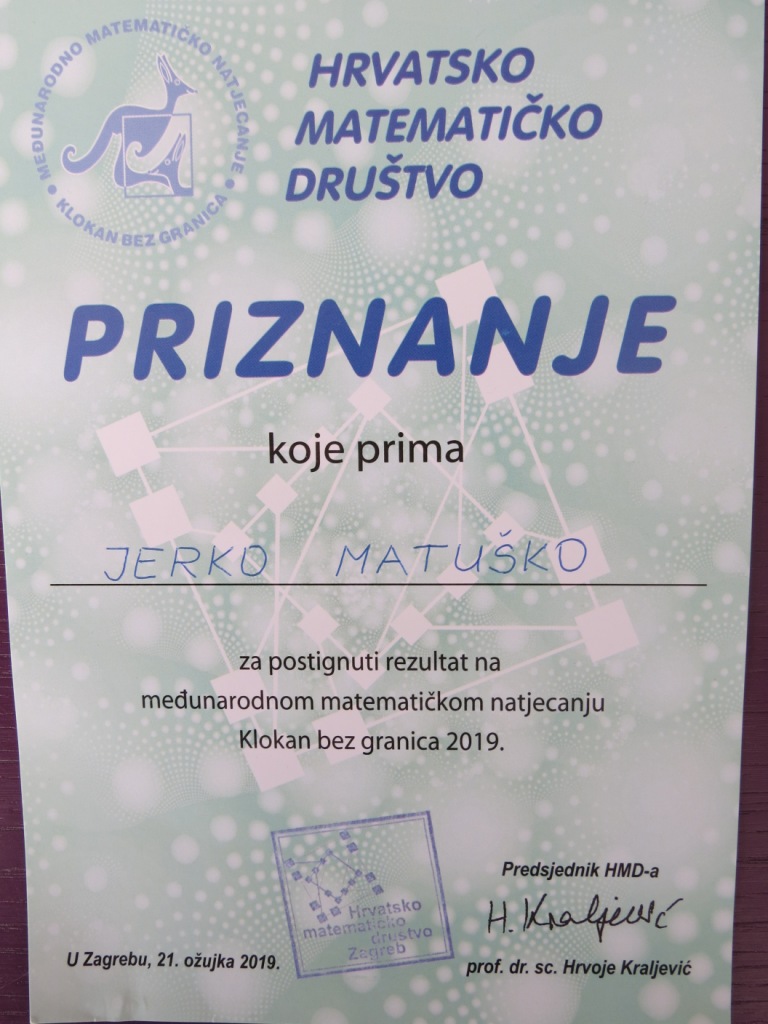 MEĐUNARODNO MATEMATIČKO NATJECANJE
• KLOKAN BEZ GRANICA •
HRVATSKO
MATEMATIČKO
DRUŠTVO
PRIZNANJE
koje prima
JERKO MATUŠKO
za postignuti rezultat na
međunarodnom matematičkom natjecanju
Klokan bez granica 2019.
Hrvatsko
matematičko
društvo
Zagreb
Predsjednik HMD-a
H. Kraljević
U Zagrebu, 21. ožujka 2019.
prof. dr. sc. Hrvoje Kraljević